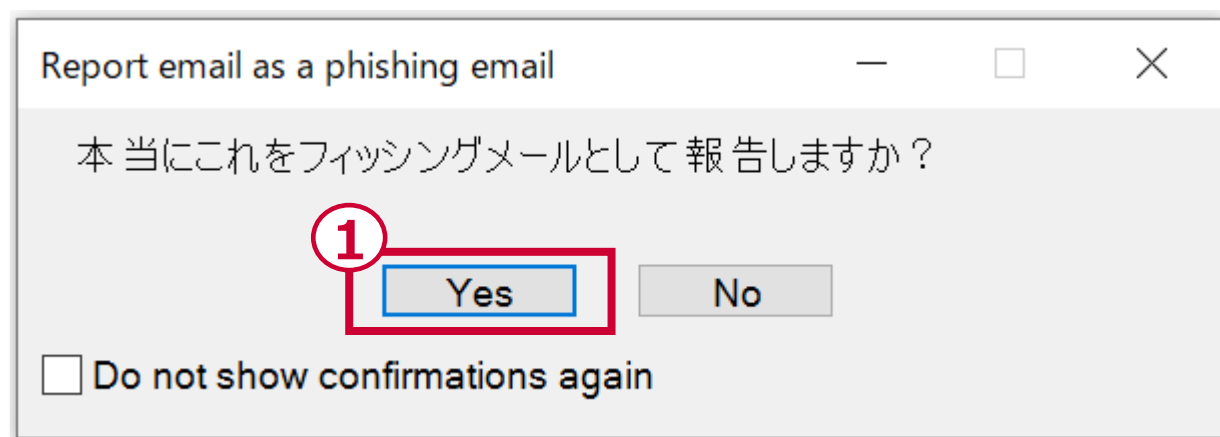 Report email as a phishing email
本当にこれをフィッシングメールとして報告しますか？
1
Yes No
Do not show confirmations again